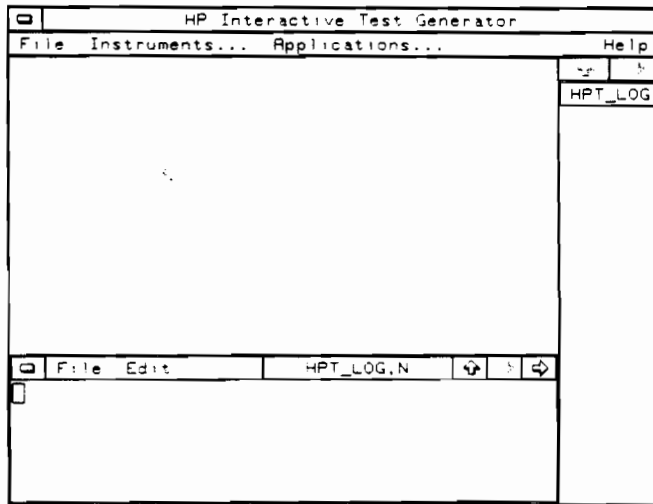 HP Interactive Test Generator
File Instruments... Applications... Help
HPT_LOG
File Edit HPT_LOG,N